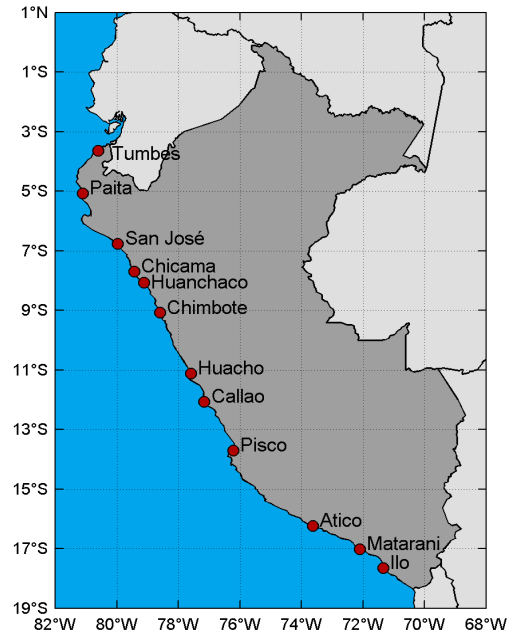 1°N
1°S
3°S
Tumbes
5°S
Paita
San José
7°S
Chicama
Huanchaco
9°S
Chimbote
11°S
Huacho
Callao
13°S
Pisco
15°S
Atico
17°S
Matarani
Ilo
19°S
82°W 80°W 78°W 76°W 74°W 72°W 70°W 68°W